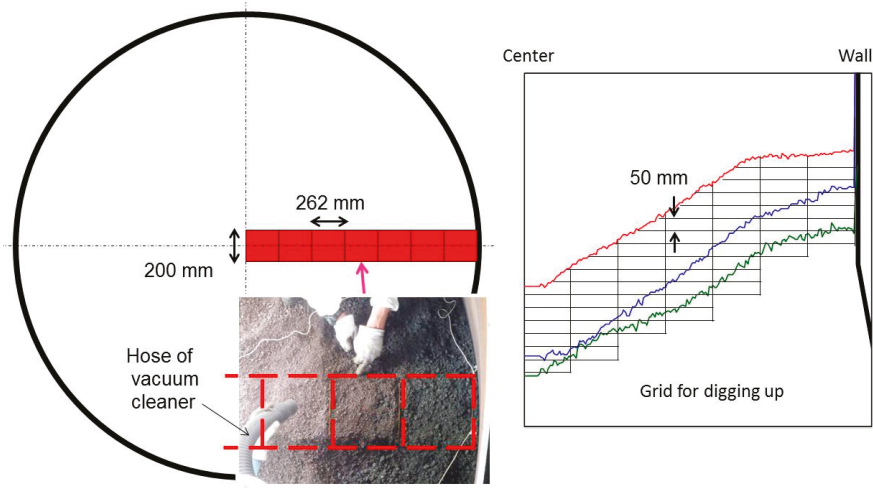 262 mm
200 mm
Hose of
vacuum
cleaner
Center
Wall
50 mm
Grid for digging up